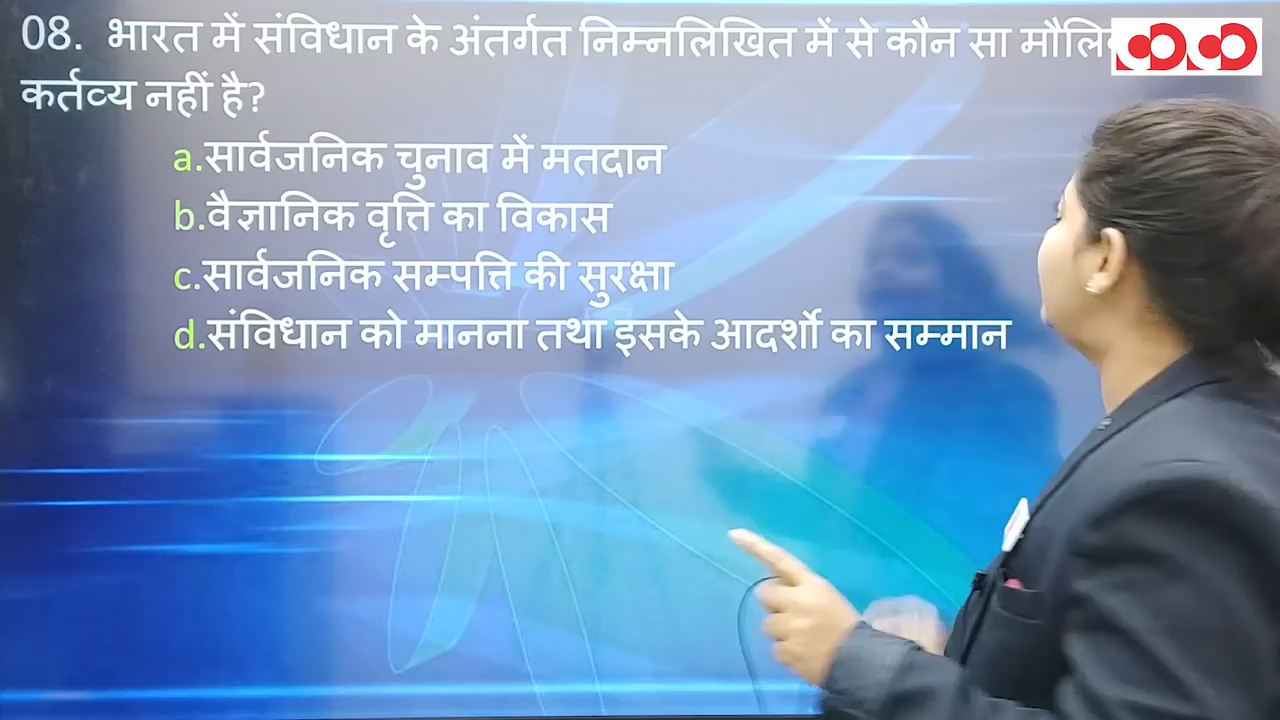 08. भारत में संविधान के अंतर्गत निम्नलिखित में से कौन सा
कर्तव्य नहीं है?
a.सार्वजनिक चुनाव में मतदान
b.वैज्ञानिक वृत्ति का विकास
c.सार्वजनिक सम्पत्ति की सुरक्षा
d.संविधान को मानना तथा इसके आदर्शो का सम्मान